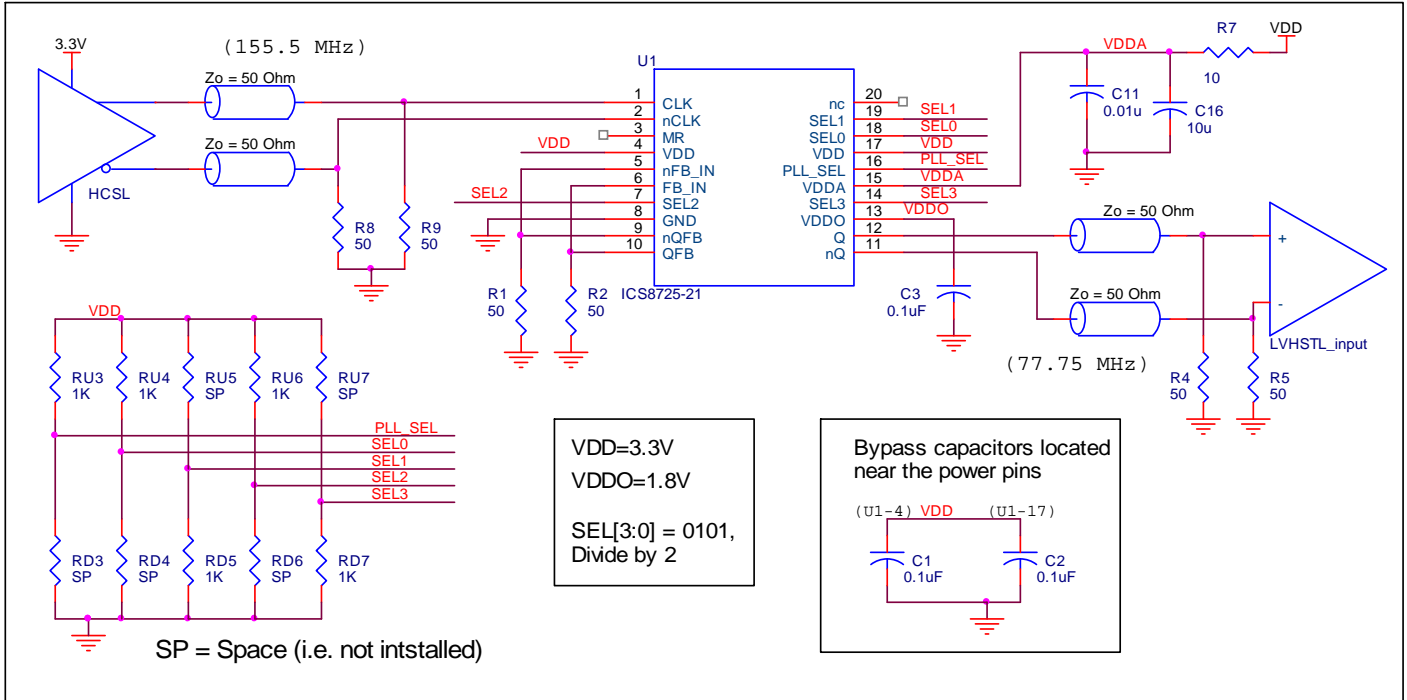 3.3V
(155.5 MHz)
Zo = 50 Ohm
Zo = 50 Ohm
HCSL
R8
50
R9
50
U1
1
CLK
2
nCLK
3
MR
4
VDD
5
nFB_IN
6
FB_IN
7
SEL2
8
GND
9
nQFB
10
QFB
VDD
SEL2
20
nc
19
SEL1
18
SEL0
17
VDD
16
PLL_SEL
15
VDDA
14
SEL3
13
VDDO
12
Q
11
nQ
SEL1
SEL0
VDD
PLL_SEL
VDDA
SEL3
VDDO
ICS8725-21
R1
50
R2
50
C3
0.1uF
VDDA
R7
10
VDD
C11
0.01u
C16
10u
Zo = 50 Ohm
Zo = 50 Ohm
(77.75 MHz)
+
-
LVHSTL_input
R4
50
R5
50
VDD
RU3
1K
RU4
1K
RU5
SP
RU6
1K
RU7
SP
PLL_SEL
SEL0
SEL1
SEL2
SEL3
RD3
SP
RD4
SP
RD5
1K
RD6
SP
RD7
1K
SP = Space (i.e. not intstalled)
VDD=3.3V
VDDO=1.8V
SEL[3:0] = 0101,
Divide by 2
Bypass capacitors located
near the power pins
(U1-4) VDD (U1-17)
C1
0.1uF
C2
0.1uF